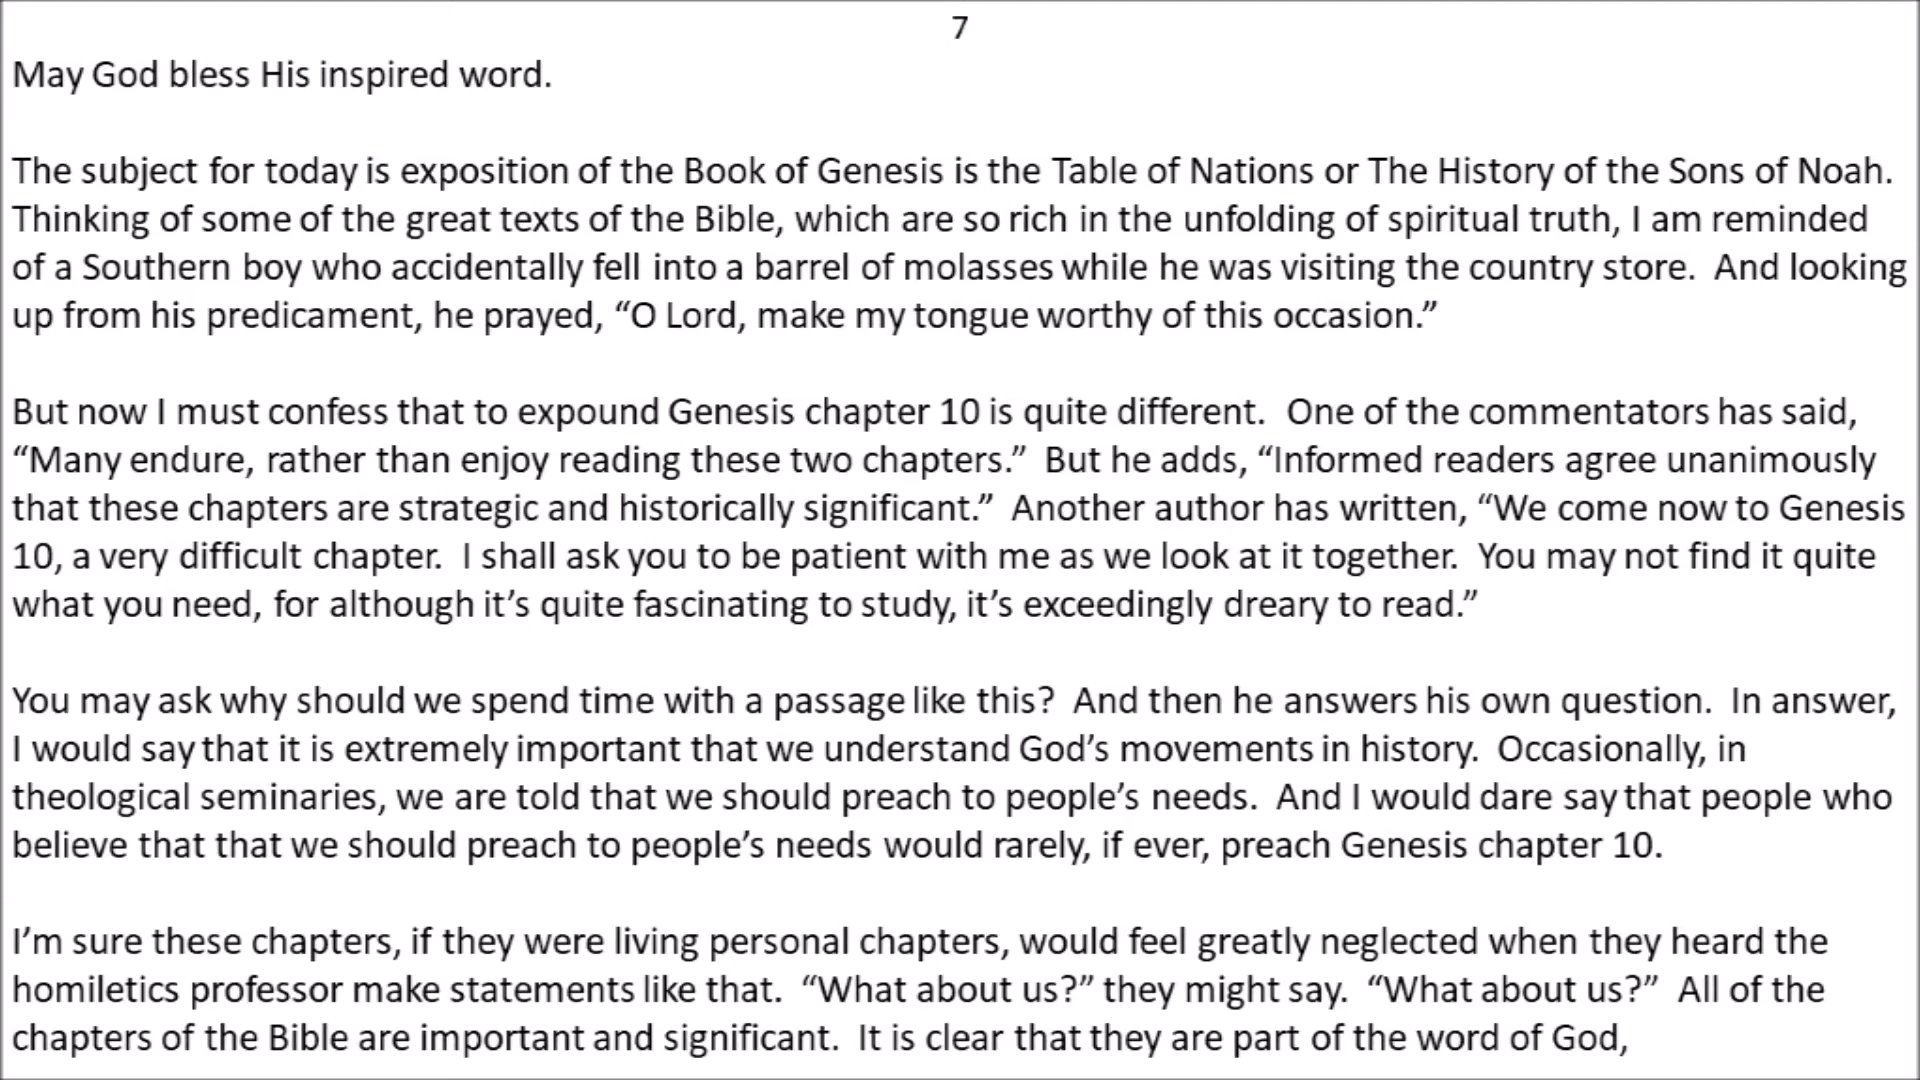 7
May God bless His inspired word.
The subject for today is exposition of the Book of Genesis is the Table of Nations or The History of the Sons of Noah.
Thinking of some of the great texts of the Bible, which are so rich in the unfolding of spiritual truth, I am reminded
of a Southern boy who accidentally fell into a barrel of molasses while he was visiting the country store.  And looking
up from his predicament, he prayed, “O Lord, make my tongue worthy of this occasion.”
But now I must confess that to expound Genesis chapter 10 is quite different.  One of the commentators has said,
“Many endure, rather than enjoy reading these two chapters.”  But he adds, “Informed readers agree unanimously
that these chapters are strategic and historically significant.”  Another author has written, “We come now to Genesis
10, a very difficult chapter.  I shall ask you to be patient with me as we look at it together.  You may not find it quite
what you need, for although it’s quite fascinating to study, it’s exceedingly dreary to read.”
You may ask why should we spend time with a passage like this?  And then he answers his own question.  In answer,
I would say that it is extremely important that we understand God’s movements in history.  Occasionally, in
theological seminaries, we are told that we should preach to people’s needs.  And I would dare say that people who
believe that that we should preach to people’s needs would rarely, if ever, preach Genesis chapter 10.
I’m sure these chapters, if they were living personal chapters, would feel greatly neglected when they heard the
homiletics professor make statements like that.  “What about us?” they might say.  “What about us?”  All of the
chapters of the Bible are important and significant.  It is clear that they are part of the word of God,